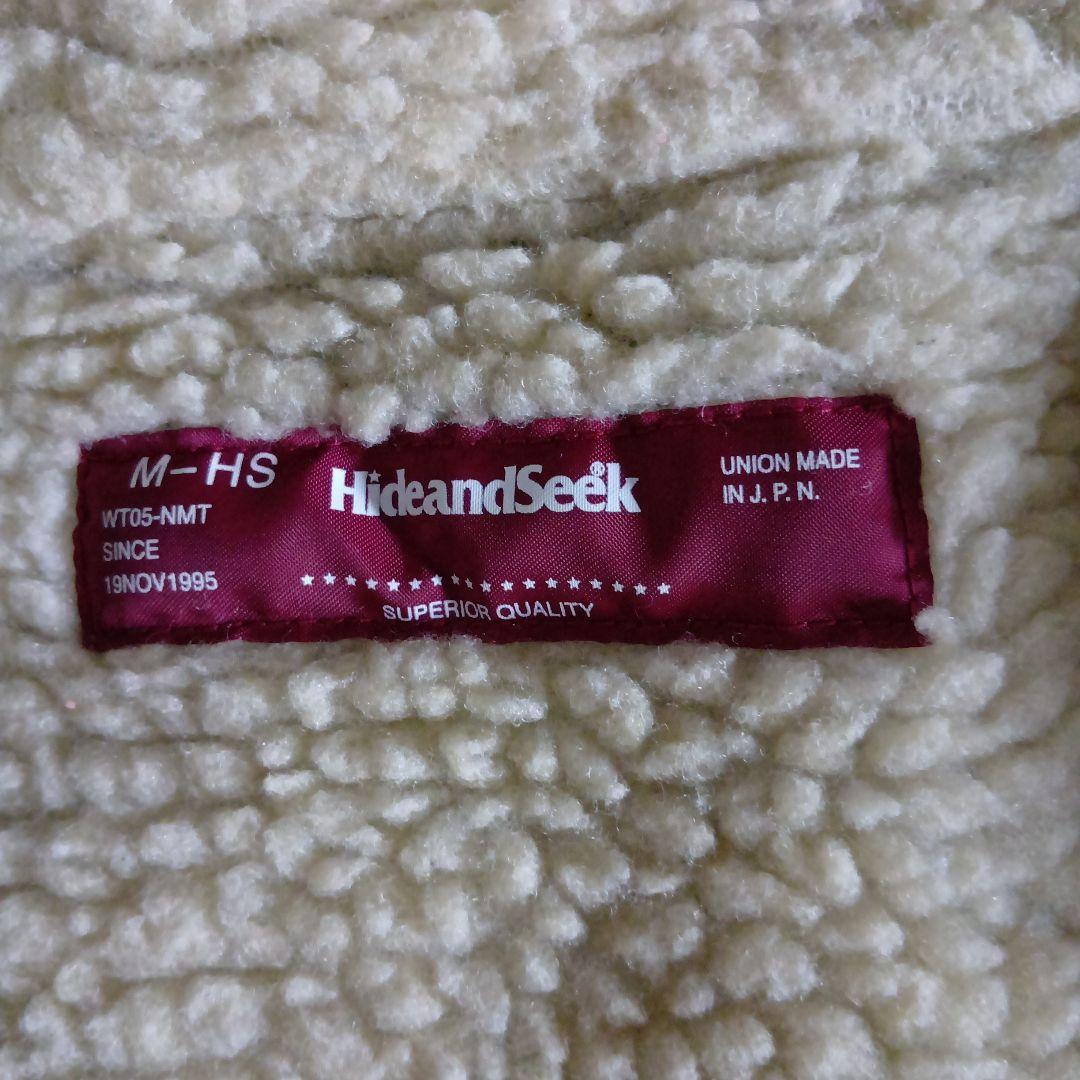 M-HS
WT05-NMT
SINCE
19NOV1995
HideandSeek®
★★★★★★★★★★★★★★★★★
SUPERIOR QUALITY
UNION MADE
IN J. P. N.